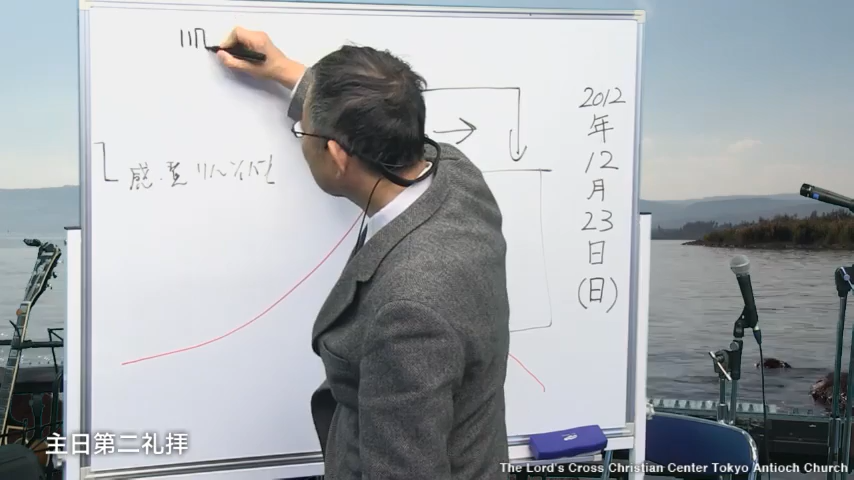 2012
年
12
月
23
日
(日)
主日第二礼拝
The Lord's Cross Christian Center Tokyo Antioch Church